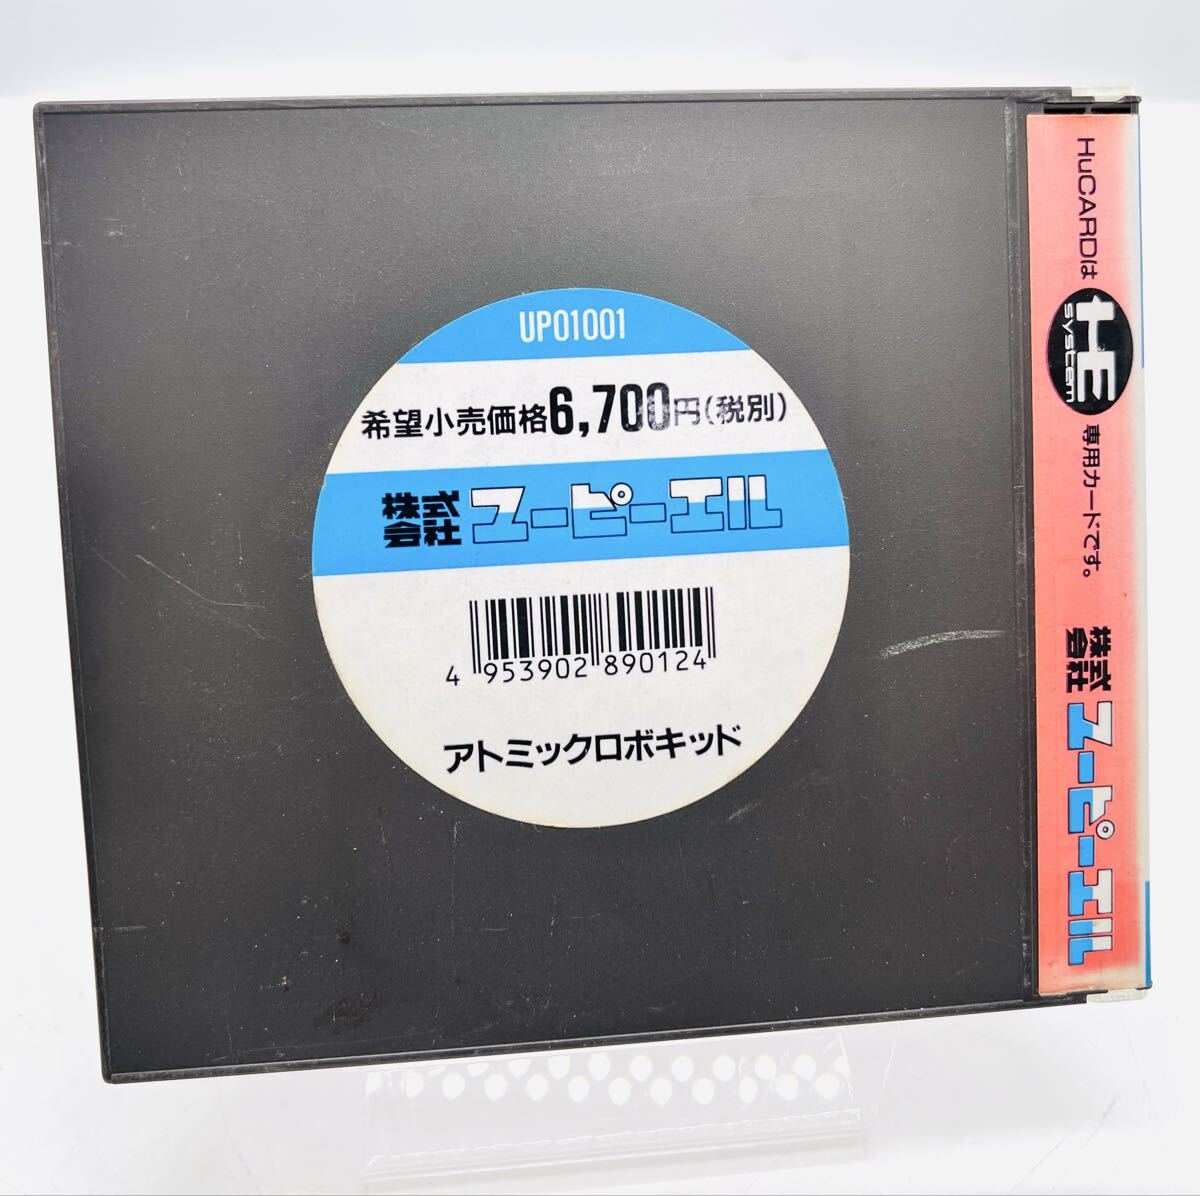 UP01001
希望小売価格6,700円(税別)
株式会社 ユーピーエル
4 953902 890124
アトミックロボキッド
HuCARDは HE system 専用カードです。
株式会社 ユーピーエル